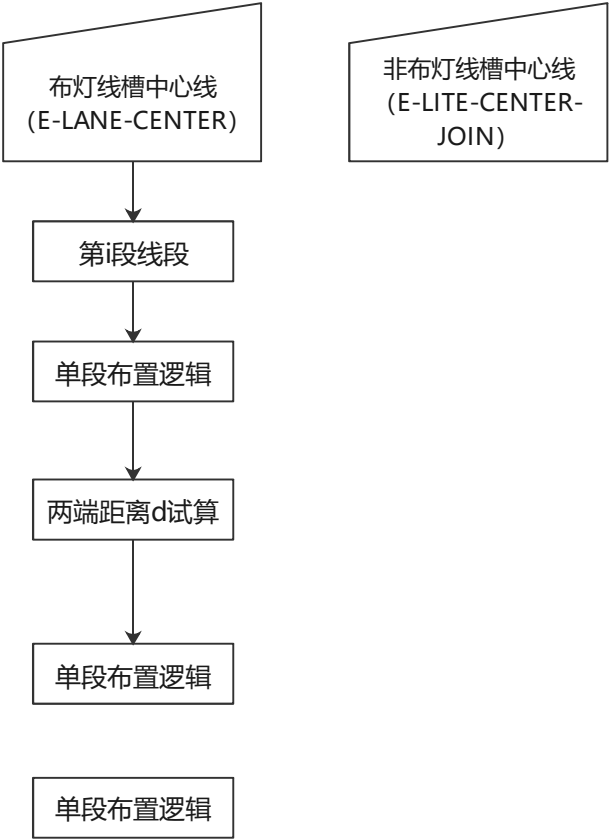 布灯线槽中心线
（E-LANE-CENTER）
非布灯线槽中心线
（E-LITE-CENTER-
JOIN）
第i段线段
单段布置逻辑
两端距离d试算
单段布置逻辑
单段布置逻辑